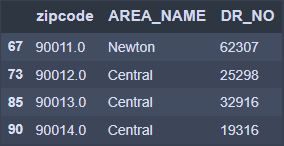 zipcode AREA_NAME DR_NO
67 90011.0 Newton 62307
73 90012.0 Central 25298
85 90013.0 Central 32916
90 90014.0 Central 19316